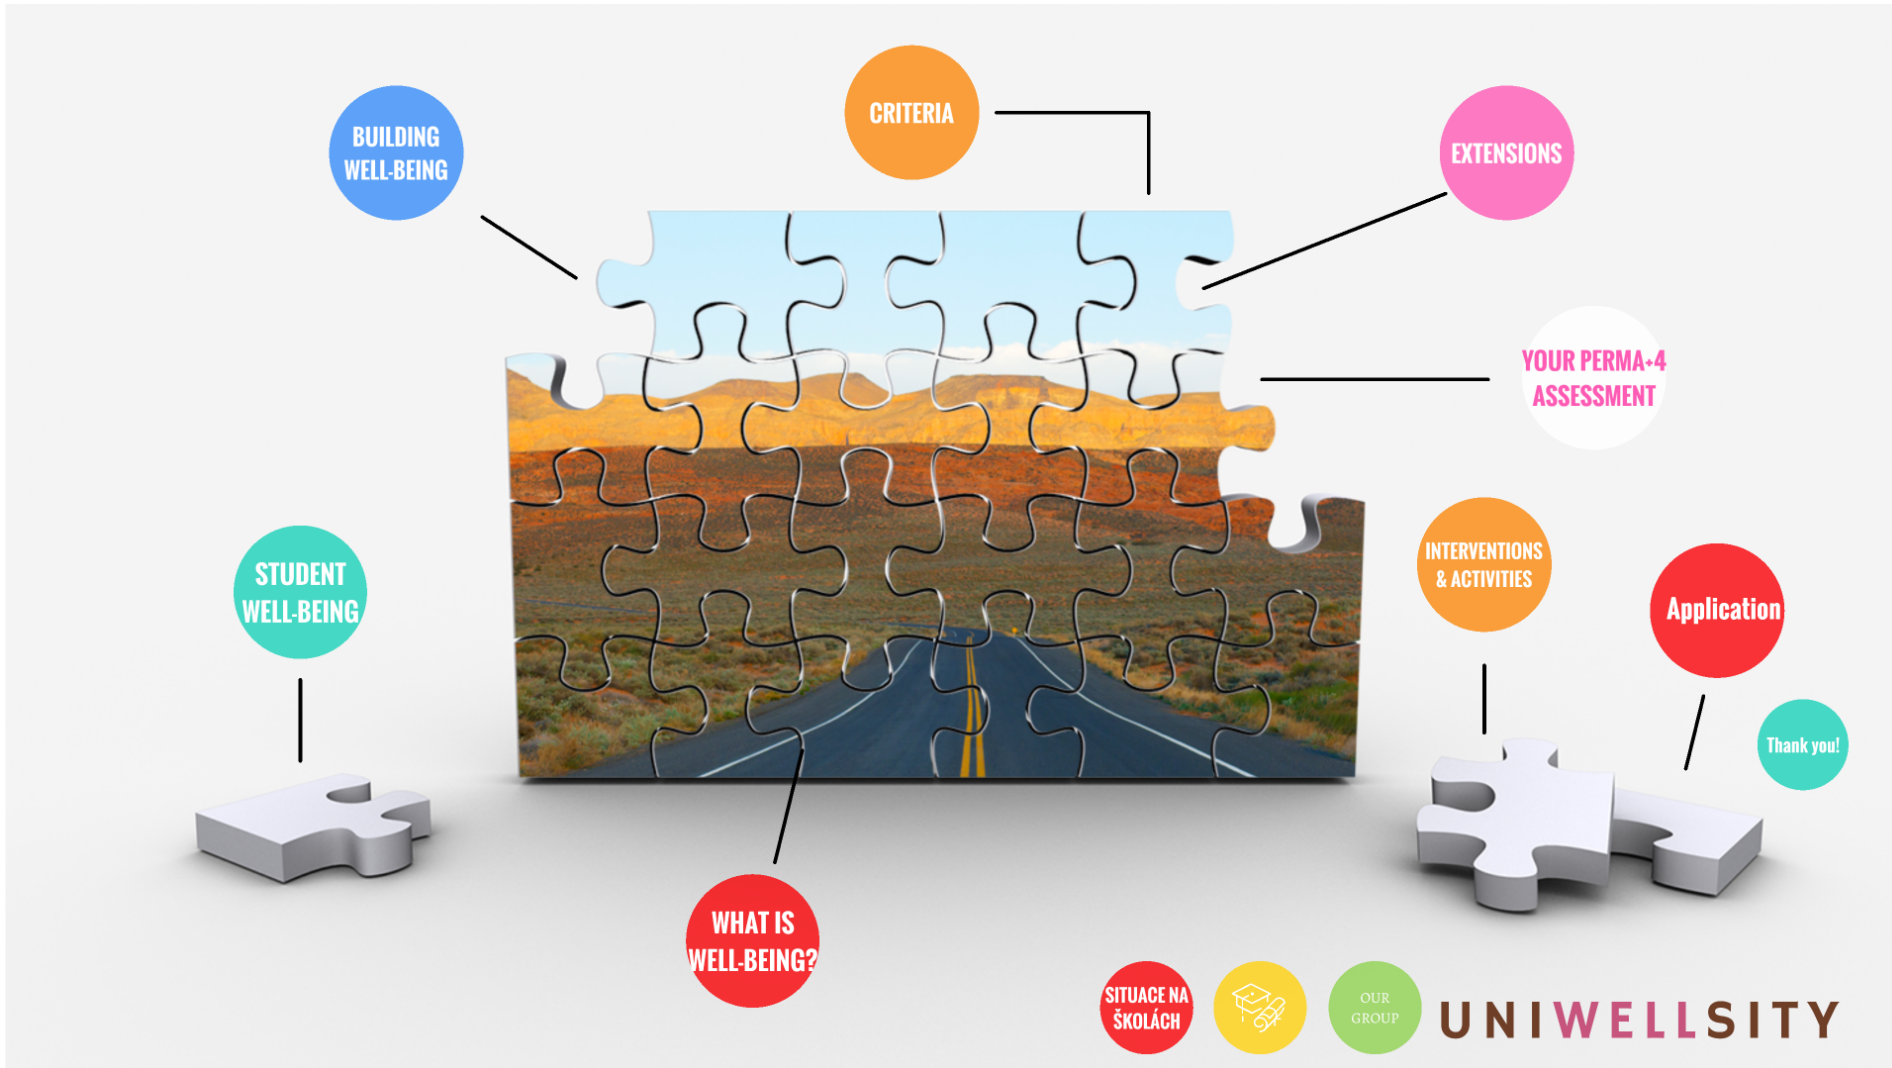 CRITERIA
BUILDING
WELL-BEING
EXTENSIONS
YOUR PERMA+4
ASSESSMENT
INTERVENTIONS
& ACTIVITIES
STUDENT
WELL-BEING
Application
Thank you!
WHAT IS
WELL-BEING?
SITUACE NA
ŠKOLÁCH
OUR
GROUP
UNIWELLSITY